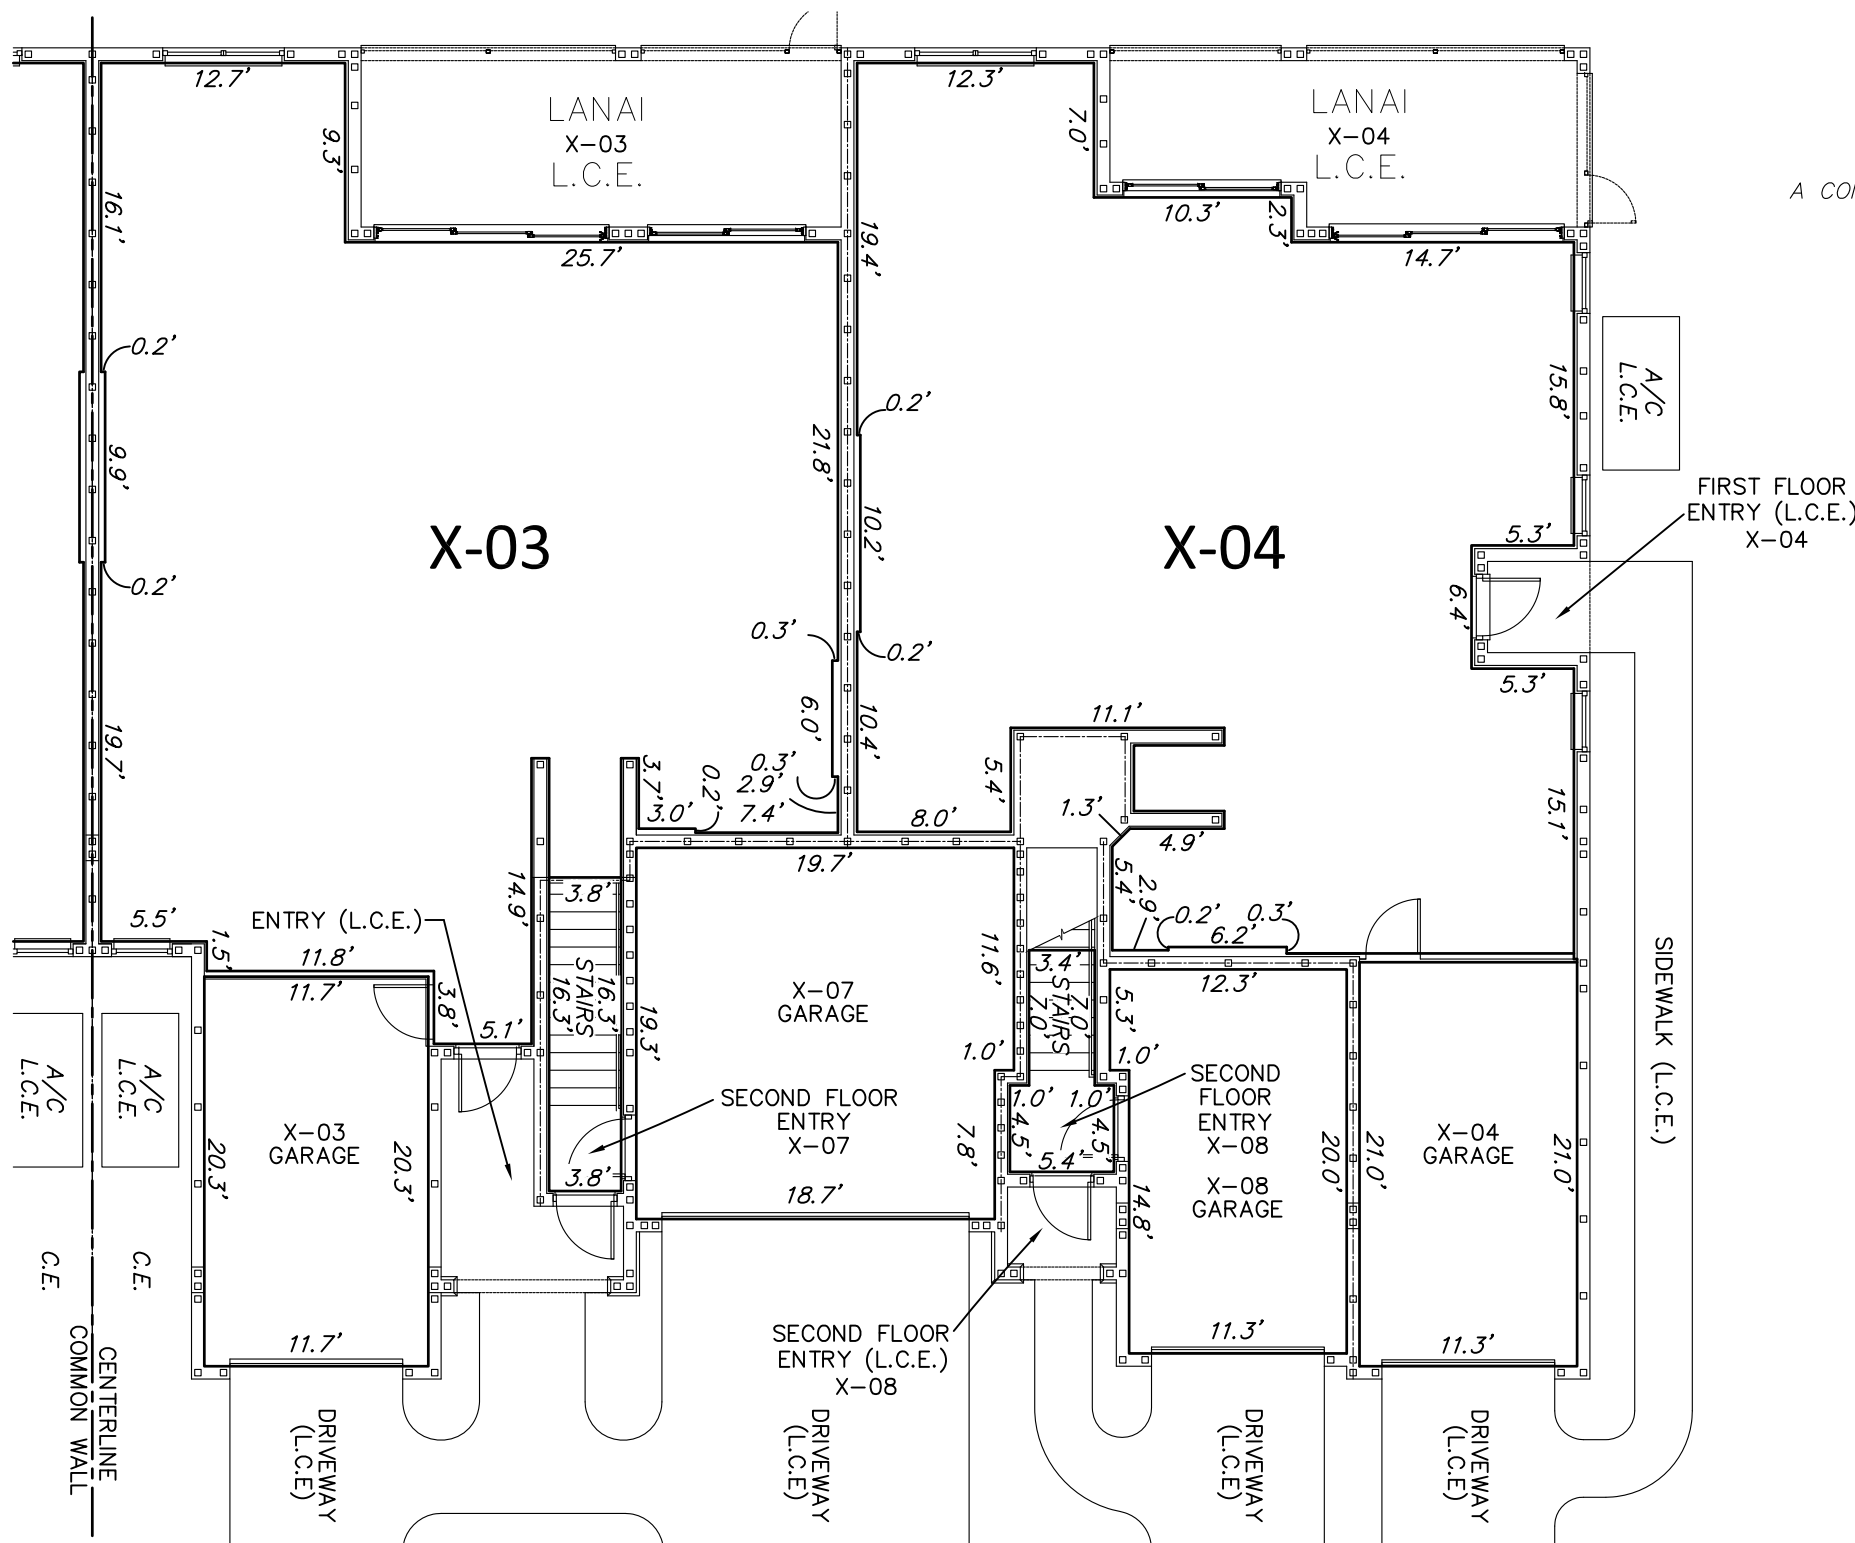 12.7'
12.3'
LANAI
X-03
L.C.E.
LANAI
X-04
L.C.E.
9.3'
7.0'
10.3'
2.3'
16.1'
19.4'
25.7'
14.7'
0.2'
0.2'
15.8'
A/C
L.C.E.
21.8'
9.9'
10.2'
FIRST FLOOR
ENTRY (L.C.E.)
X-04
X-03
X-04
5.3'
0.2'
6.4'
0.3'
0.2'
5.3'
6.0'
10.4'
11.1'
19.7'
3.7'
0.2'
0.3'
2.9'
5.4'
3.0'
7.4'
8.0'
1.3'
4.9'
15.1'
19.7'
5.4'
2.9'
3.8'
14.9'
5.5'
ENTRY (L.C.E.)
0.2'
0.3'
6.2'
1.5'
11.8'
11.6'
3.4'
12.3'
11.7'
STAIRS
16.3'
16.3'
X-07
GARAGE
STAIRS
7.0'
7.0'
5.3'
SIDEWALK (L.C.E.)
3.8'
5.1'
19.3'
1.0'
1.0'
A/C
L.C.E.
A/C
L.C.E.
SECOND FLOOR
ENTRY
X-07
SECOND
FLOOR
ENTRY
X-08
1.0'
1.0'
4.5'
4.5'
5.4'
X-03
GARAGE
20.3'
20.3'
7.8'
X-04
GARAGE
20.0'
21.0'
21.0'
3.8'
18.7'
X-08
GARAGE
14.8'
C.E.
C.E.
11.7'
SECOND FLOOR
ENTRY (L.C.E.)
X-08
11.3'
11.3'
CENTERLINE
COMMON WALL
DRIVEWAY
(L.C.E)
DRIVEWAY
(L.C.E)
DRIVEWAY
(L.C.E)
DRIVEWAY
(L.C.E)